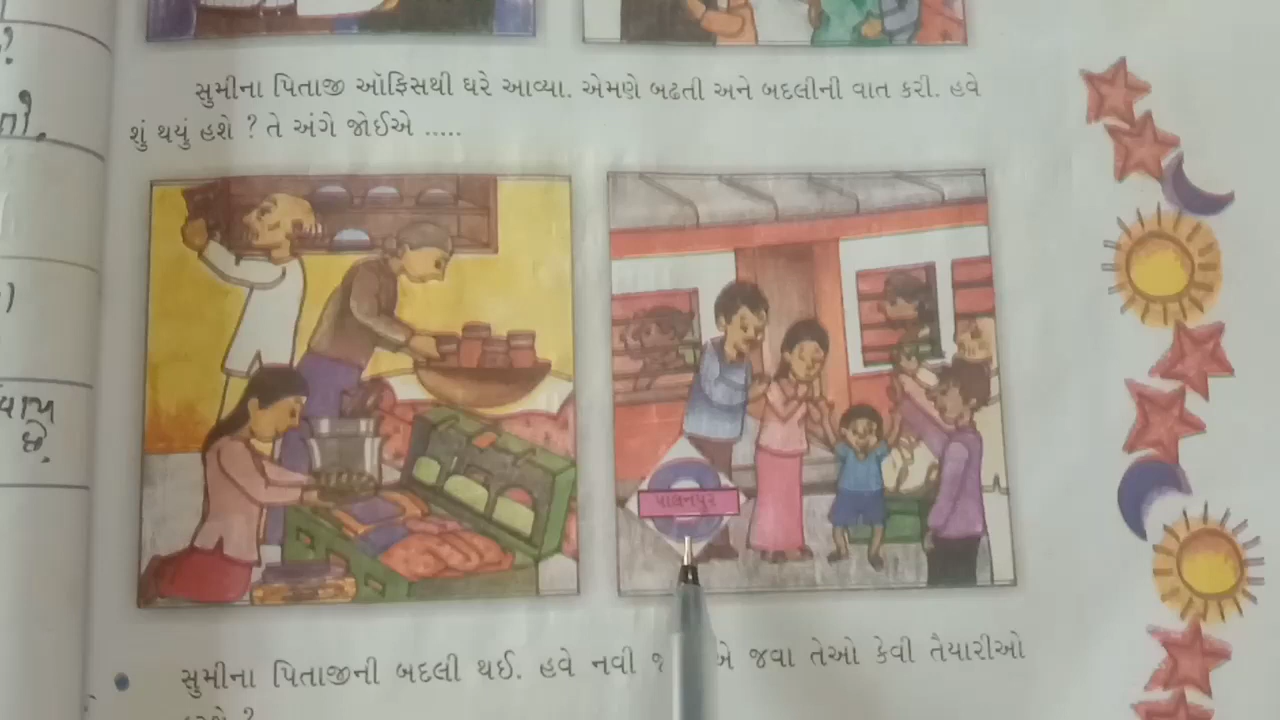 સુમીના પિતાજી ઑફિસથી ઘરે આવ્યા. એમણે બઢતી અને બદલીની વાત કરી. હવે
શું થયું હશે ? તે અંગે જોઈએ .....
પાલનપુર
સુમીના પિતાજીની બદલી થઈ. હવે નવી જવા તેઓ કેવી તૈયારીઓ
છે.